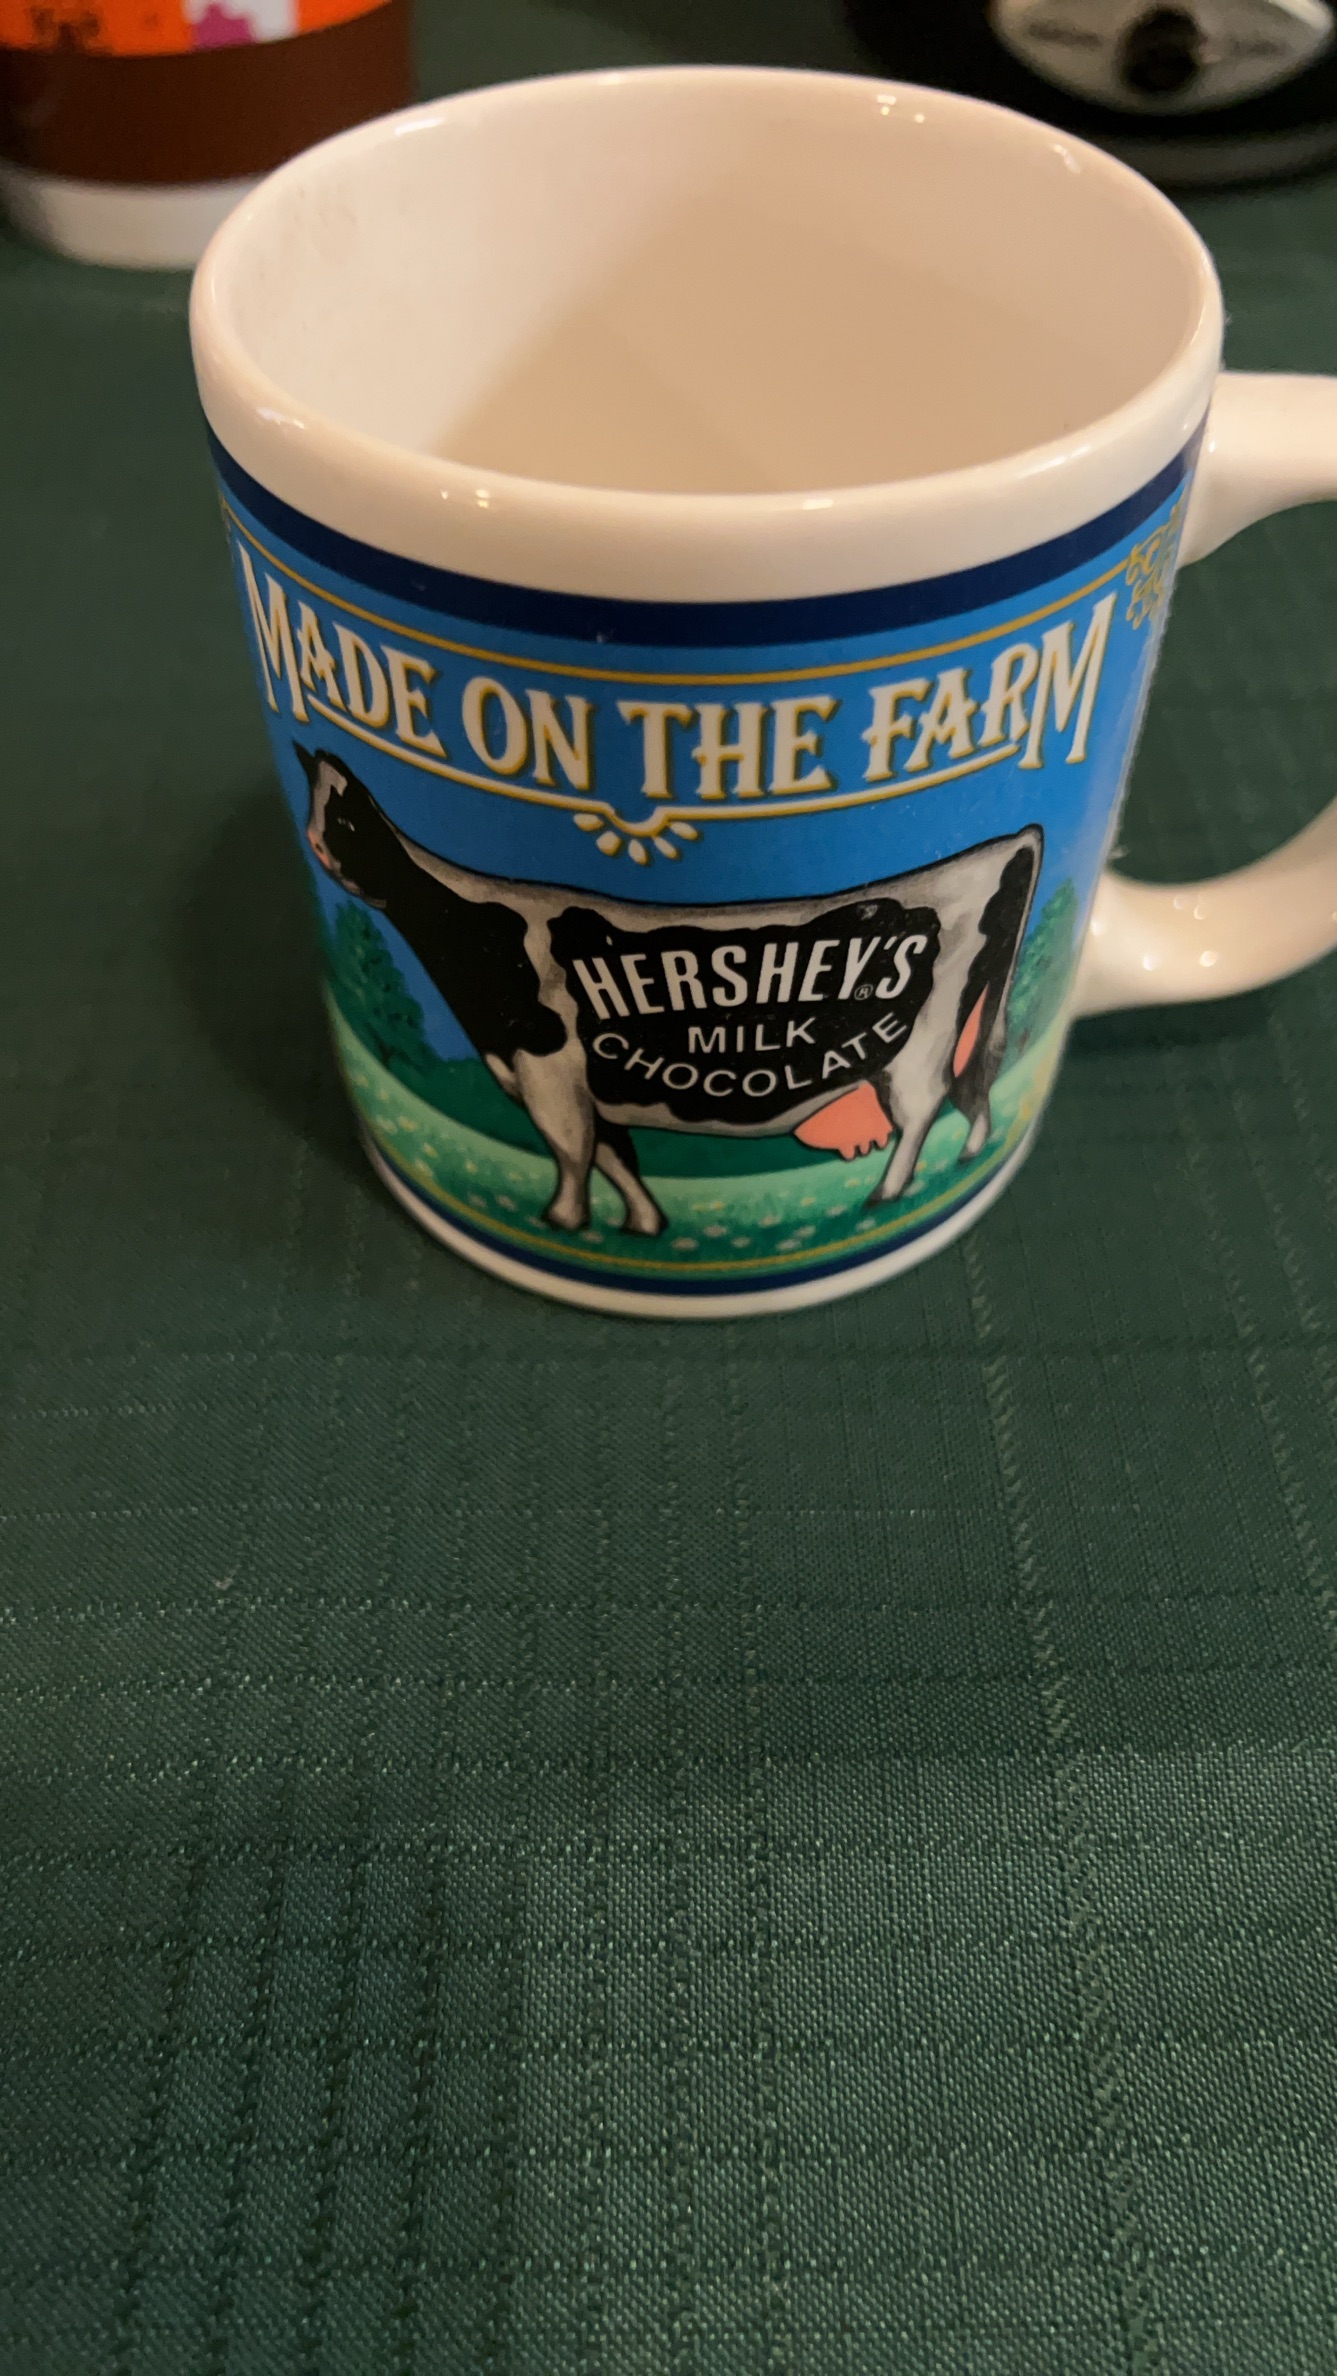 MADE ON THE FARM
HERSHEY'S®
MILK
CHOCOLATE